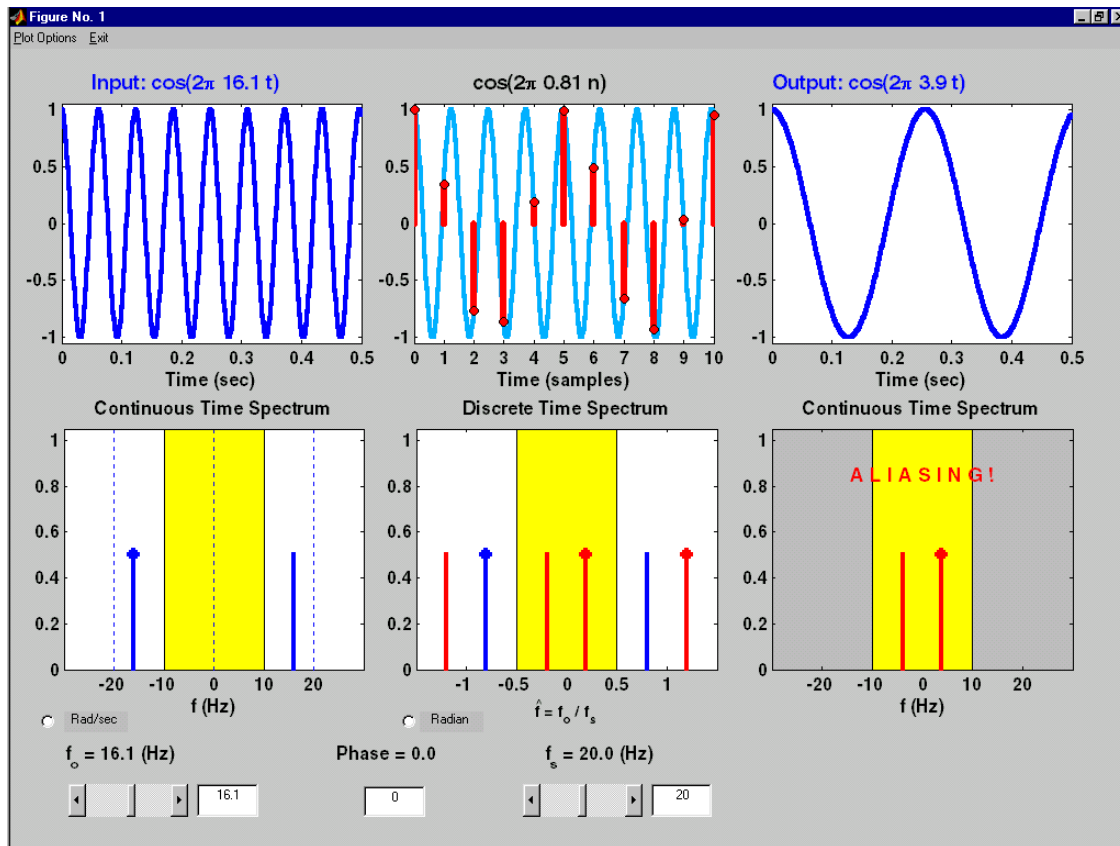 Figure No. 1
Plot Options Exit
Input: cos(2π 16.1 t)
cos(2π 0.81 n)
Output: cos(2π 3.9 t)
1
0.5
0
-0.5
-1
0 0.1 0.2 0.3 0.4 0.5
Time (sec)
1
0.5
0
-0.5
-1
0 1 2 3 4 5 6 7 8 9 10
Time (samples)
1
0.5
0
-0.5
-1
0 0.1 0.2 0.3 0.4 0.5
Time (sec)
Continuous Time Spectrum
1
0.8
0.6
0.4
0.2
0
-20 -10 0 10 20
f (Hz)
Discrete Time Spectrum
1
0.8
0.6
0.4
0.2
0
-1 -0.5 0 0.5 1
f̂ = fₒ / fₛ
Continuous Time Spectrum
ALIASING!
1
0.8
0.6
0.4
0.2
0
-20 -10 0 10 20
f (Hz)
Rad/sec
Radian
fₒ = 16.1 (Hz)
Phase = 0.0
fₛ = 20.0 (Hz)
16.1
0
20